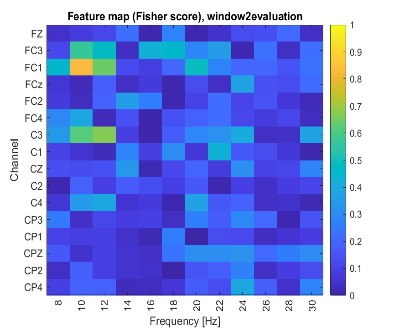 Feature map (Fisher score), window2evaluation
Channel
FZ
FC3
FC1
FCz
FC2
FC4
C3
C1
CZ
C2
C4
CP3
CP1
CPZ
CP2
CP4
8 10 12 14 16 18 20 22 24 26 28 30
Frequency [Hz]
1
0.9
0.8
0.7
0.6
0.5
0.4
0.3
0.2
0.1
0